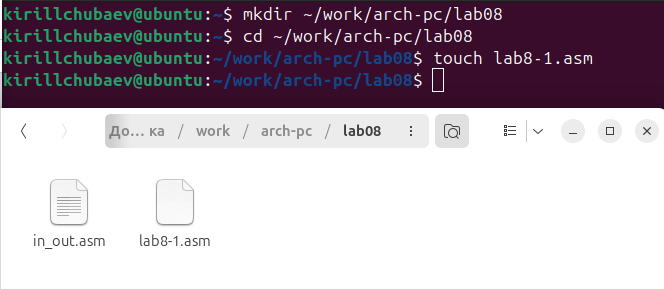 kirillchubaev@ubuntu:~$ mkdir ~/work/arch-pc/lab08
kirillchubaev@ubuntu:~$ cd ~/work/arch-pc/lab08
kirillchubaev@ubuntu:~/work/arch-pc/lab08$ touch lab8-1.asm
kirillchubaev@ubuntu:~/work/arch-pc/lab08$
До… ка / work / arch-pc / lab08
in_out.asm lab8-1.asm